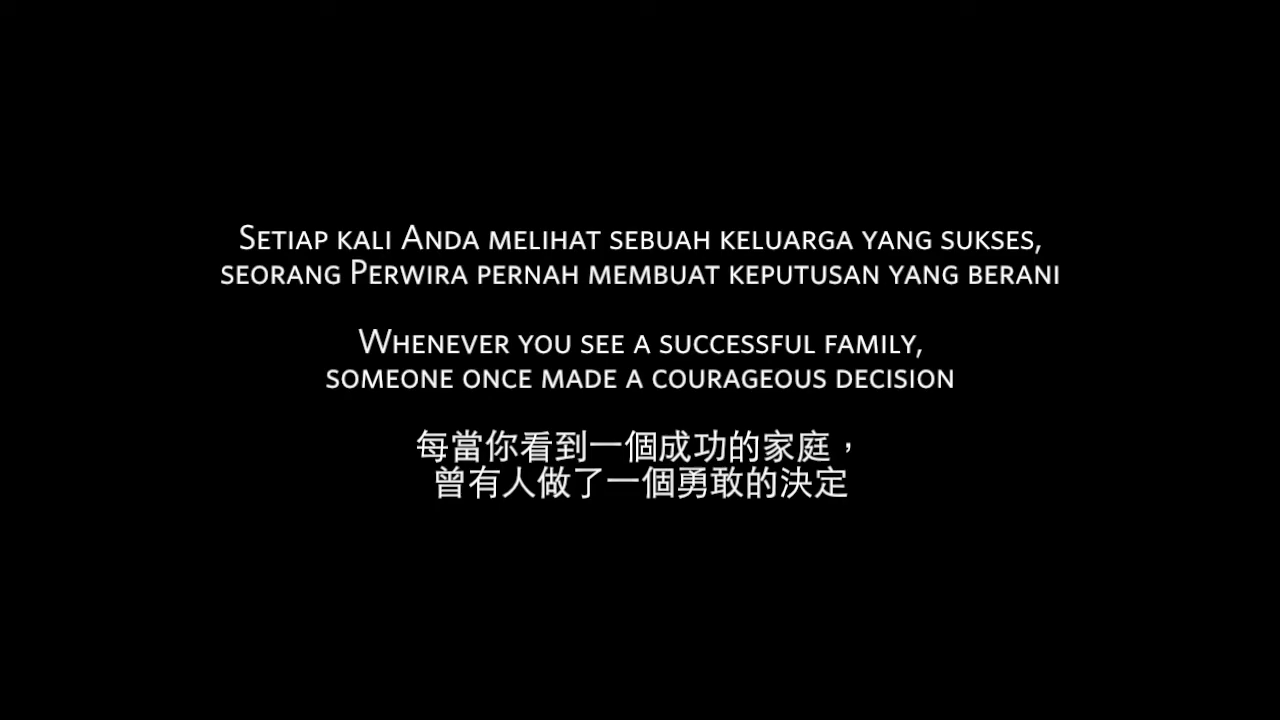 Setiap kali Anda melihat sebuah keluarga yang sukses,
seorang Perwira pernah membuat keputusan yang berani
Whenever you see a successful family,
someone once made a courageous decision
每當你看到一個成功的家庭，
曾有人做了一個勇敢的決定